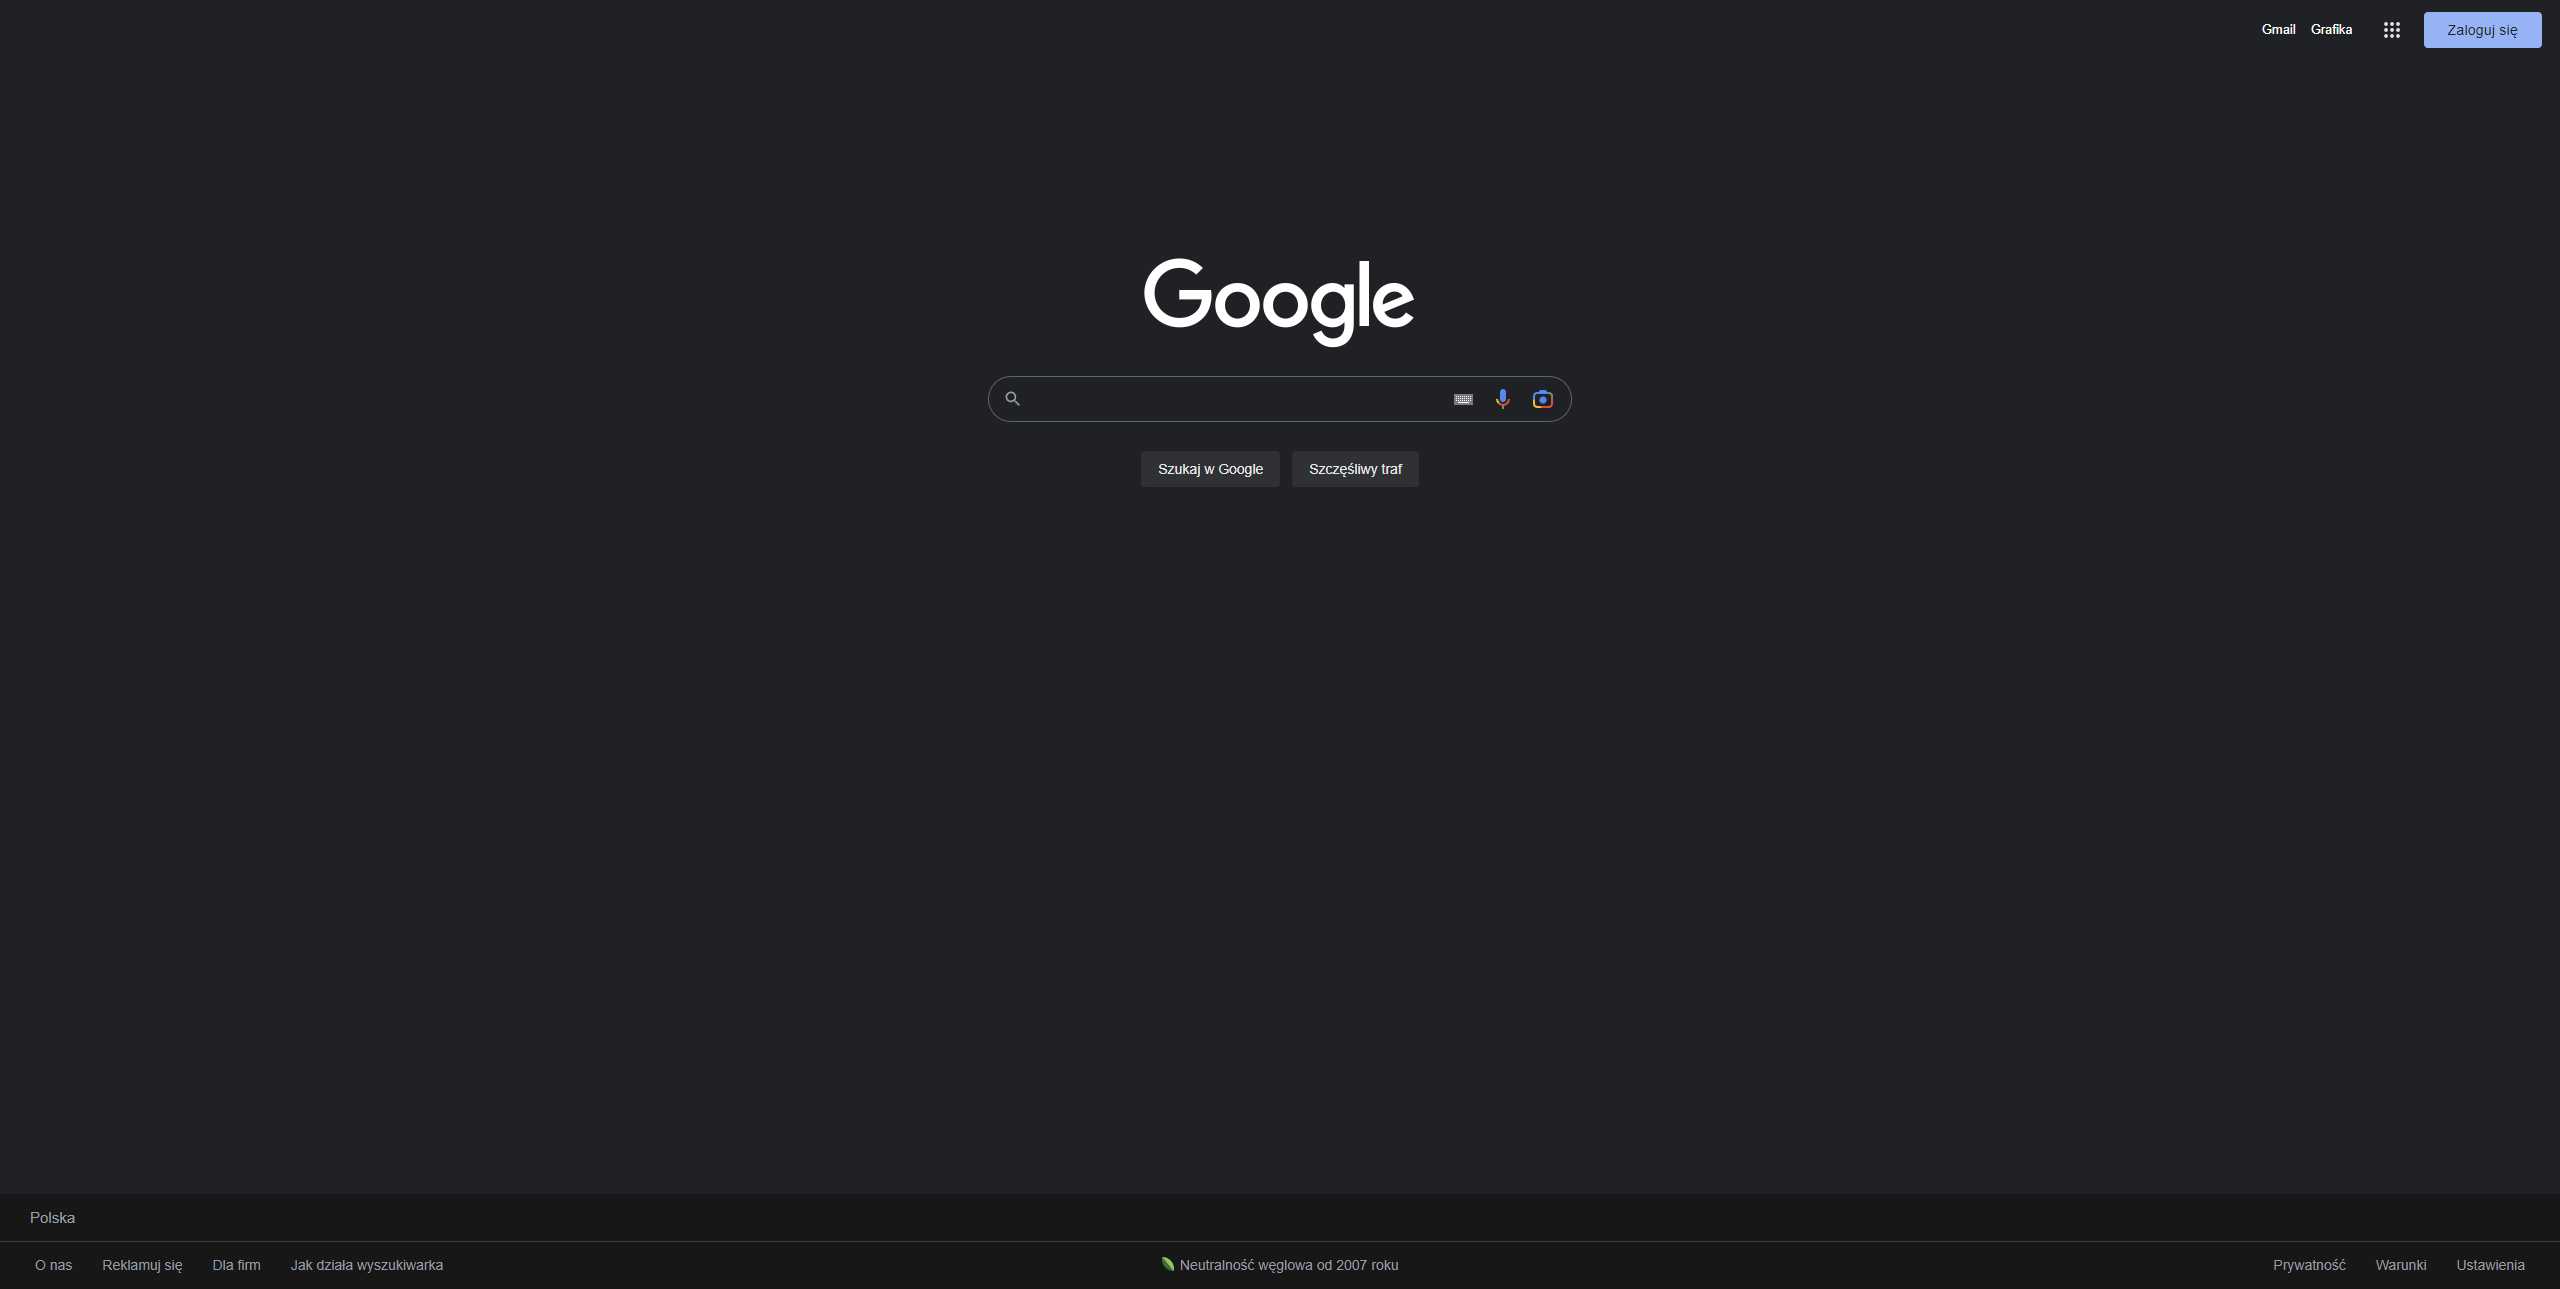 Gmail Grafika Zaloguj się
Google
Szukaj w Google Szczęśliwy traf
Polska
O nas Reklamuj się Dla firm Jak działa wyszukiwarka Neutralność węglowa od 2007 roku Prywatność Warunki Ustawienia